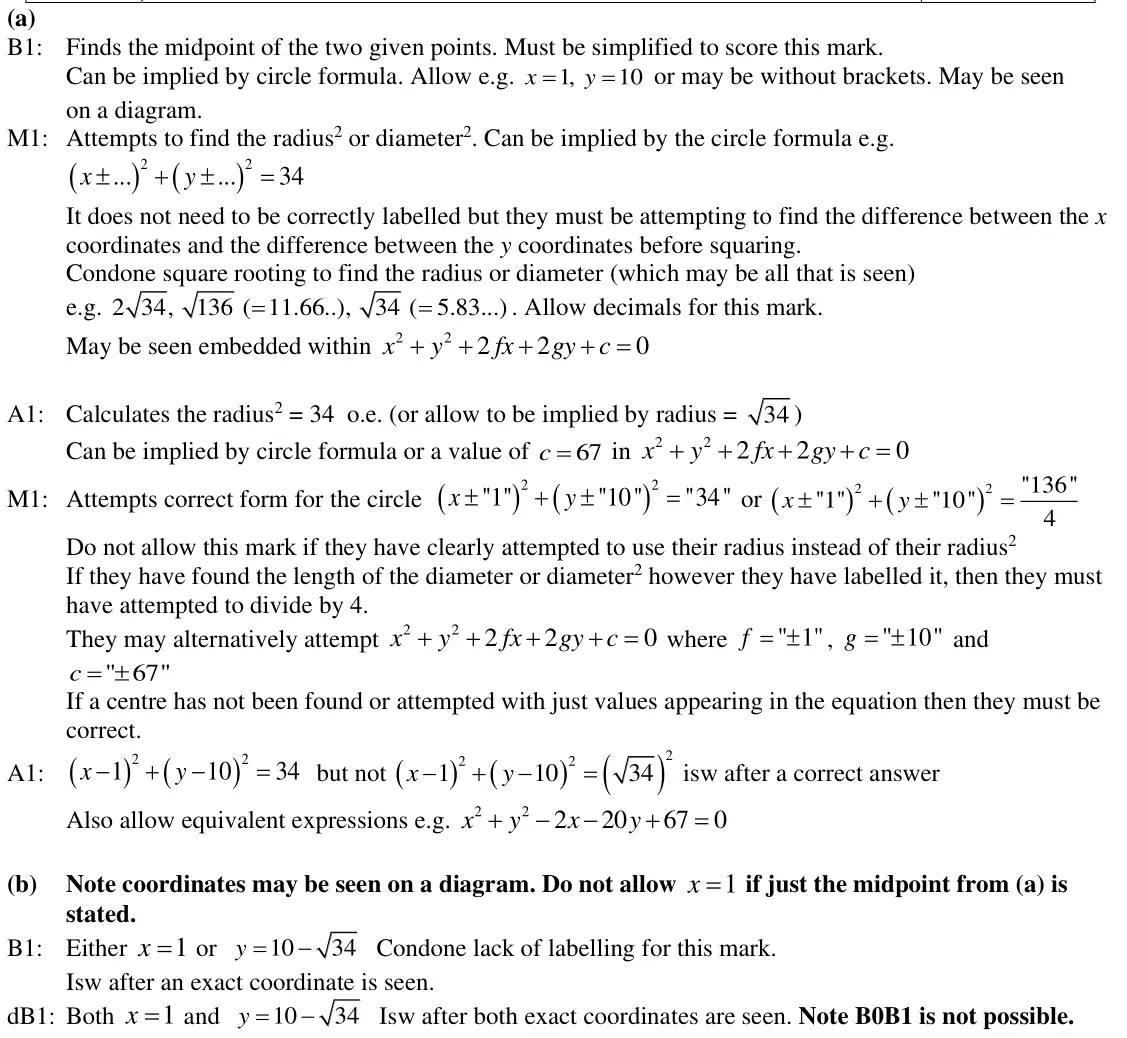 (a)
B1: Finds the midpoint of the two given points. Must be simplified to score this mark.
Can be implied by circle formula. Allow e.g. x = 1, y = 10 or may be without brackets. May be seen
on a diagram.
M1: Attempts to find the radius² or diameter². Can be implied by the circle formula e.g.
(x ± ...)² + (y ± ...)² = 34
It does not need to be correctly labelled but they must be attempting to find the difference between the x
coordinates and the difference between the y coordinates before squaring.
Condone square rooting to find the radius or diameter (which may be all that is seen)
e.g. 2√34, √136 (= 11.66..), √34 (= 5.83...). Allow decimals for this mark.
May be seen embedded within x² + y² + 2fx + 2gy + c = 0
A1: Calculates the radius² = 34 o.e. (or allow to be implied by radius = √34)
Can be implied by circle formula or a value of c = 67 in x² + y² + 2fx + 2gy + c = 0
M1: Attempts correct form for the circle (x ± "1")² + (y ± "10")² = "34" or (x ± "1")² + (y ± "10")² = "136"/4
Do not allow this mark if they have clearly attempted to use their radius instead of their radius²
If they have found the length of the diameter or diameter² however they have labelled it, then they must
have attempted to divide by 4.
They may alternatively attempt x² + y² + 2fx + 2gy + c = 0 where f = "±1", g = "±10" and
c = "±67"
If a centre has not been found or attempted with just values appearing in the equation then they must be
correct.
A1: (x − 1)² + (y − 10)² = 34 but not (x − 1)² + (y − 10)² = (√34)² isw after a correct answer
Also allow equivalent expressions e.g. x² + y² − 2x − 20y + 67 = 0
(b) Note coordinates may be seen on a diagram. Do not allow x = 1 if just the midpoint from (a) is
stated.
B1: Either x = 1 or y = 10 − √34 Condone lack of labelling for this mark.
Isw after an exact coordinate is seen.
dB1: Both x = 1 and y = 10 − √34 Isw after both exact coordinates are seen. Note B0B1 is not possible.